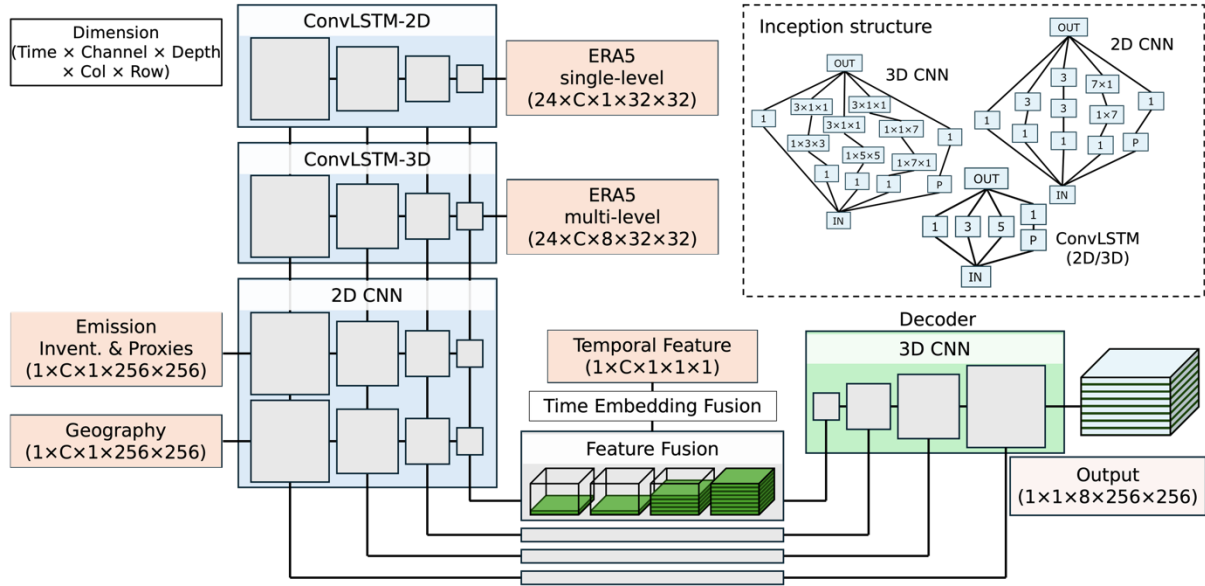 Dimension
(Time × Channel × Depth
× Col × Row)
ConvLSTM-2D
ERA5
single-level
(24×C×1×32×32)
ConvLSTM-3D
ERA5
multi-level
(24×C×8×32×32)
2D CNN
Emission
Invent. & Proxies
(1×C×1×256×256)
Geography
(1×C×1×256×256)
Temporal Feature
(1×C×1×1×1)
Time Embedding Fusion
Feature Fusion
Decoder
3D CNN
Output
(1×1×8×256×256)
Inception structure
3D CNN
OUT
3×1×1
3×1×1
1
3×1×1
1×1×7
1
1×3×3
1×5×5
1×7×1
1
1
1
P
IN
2D CNN
OUT
3
7×1
3
3
1×7
1
1
1
1
1
P
IN
OUT
1
3
5
1
P
IN
ConvLSTM
(2D/3D)